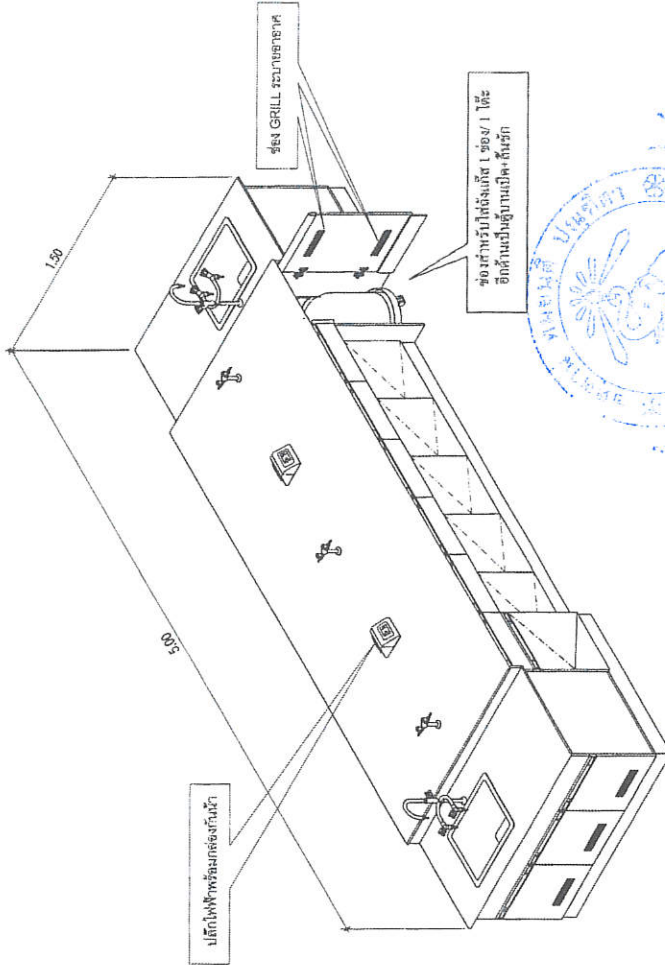 1.50
5.00
ช่อง GRILL ระบายอากาศ
ช่องสำหรับใส่ถังแก๊ส 1 ช่อง/ 1 โต๊ะ
อีกด้านเป็นตู้บานเปิด+ลิ้นชัก
ปลั๊กไฟฟ้าพร้อมกล่องกันน้ำ